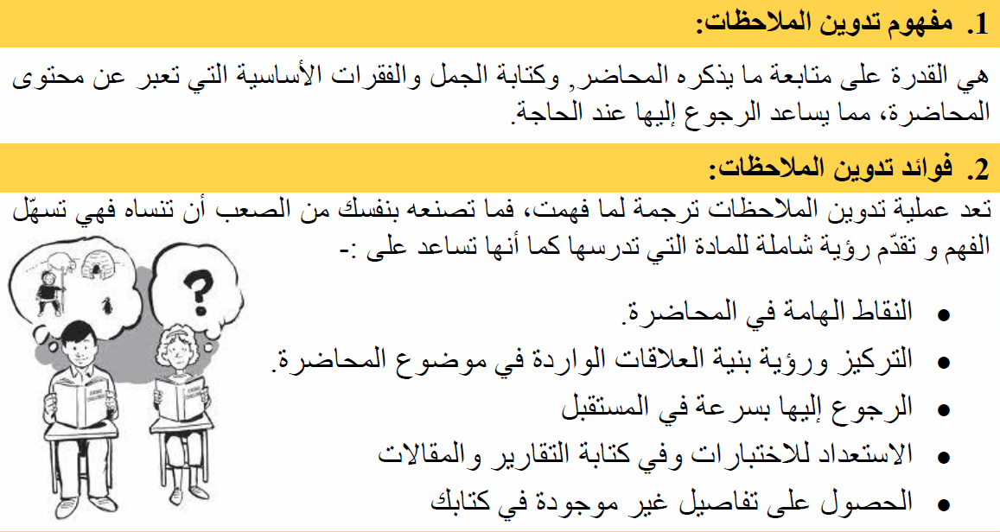 1. مفهوم تدوين الملاحظات:
هي القدرة على متابعة ما يذكره المحاضر, وكتابة الجمل والفقرات الأساسية التي تعبر عن محتوى
المحاضرة، مما يساعد الرجوع إليها عند الحاجة.
2. فوائد تدوين الملاحظات:
تعد عملية تدوين الملاحظات ترجمة لما فهمت، فما تصنعه بنفسك من الصعب أن تنساه فهي تسهّل
الفهم و تقدّم رؤية شاملة للمادة التي تدرسها كما أنها تساعد على :-
● النقاط الهامة في المحاضرة.
● التركيز ورؤية بنية العلاقات الواردة في موضوع المحاضرة.
● الرجوع إليها بسرعة في المستقبل
● الاستعداد للاختبارات وفي كتابة التقارير والمقالات
● الحصول على تفاصيل غير موجودة في كتابك
?